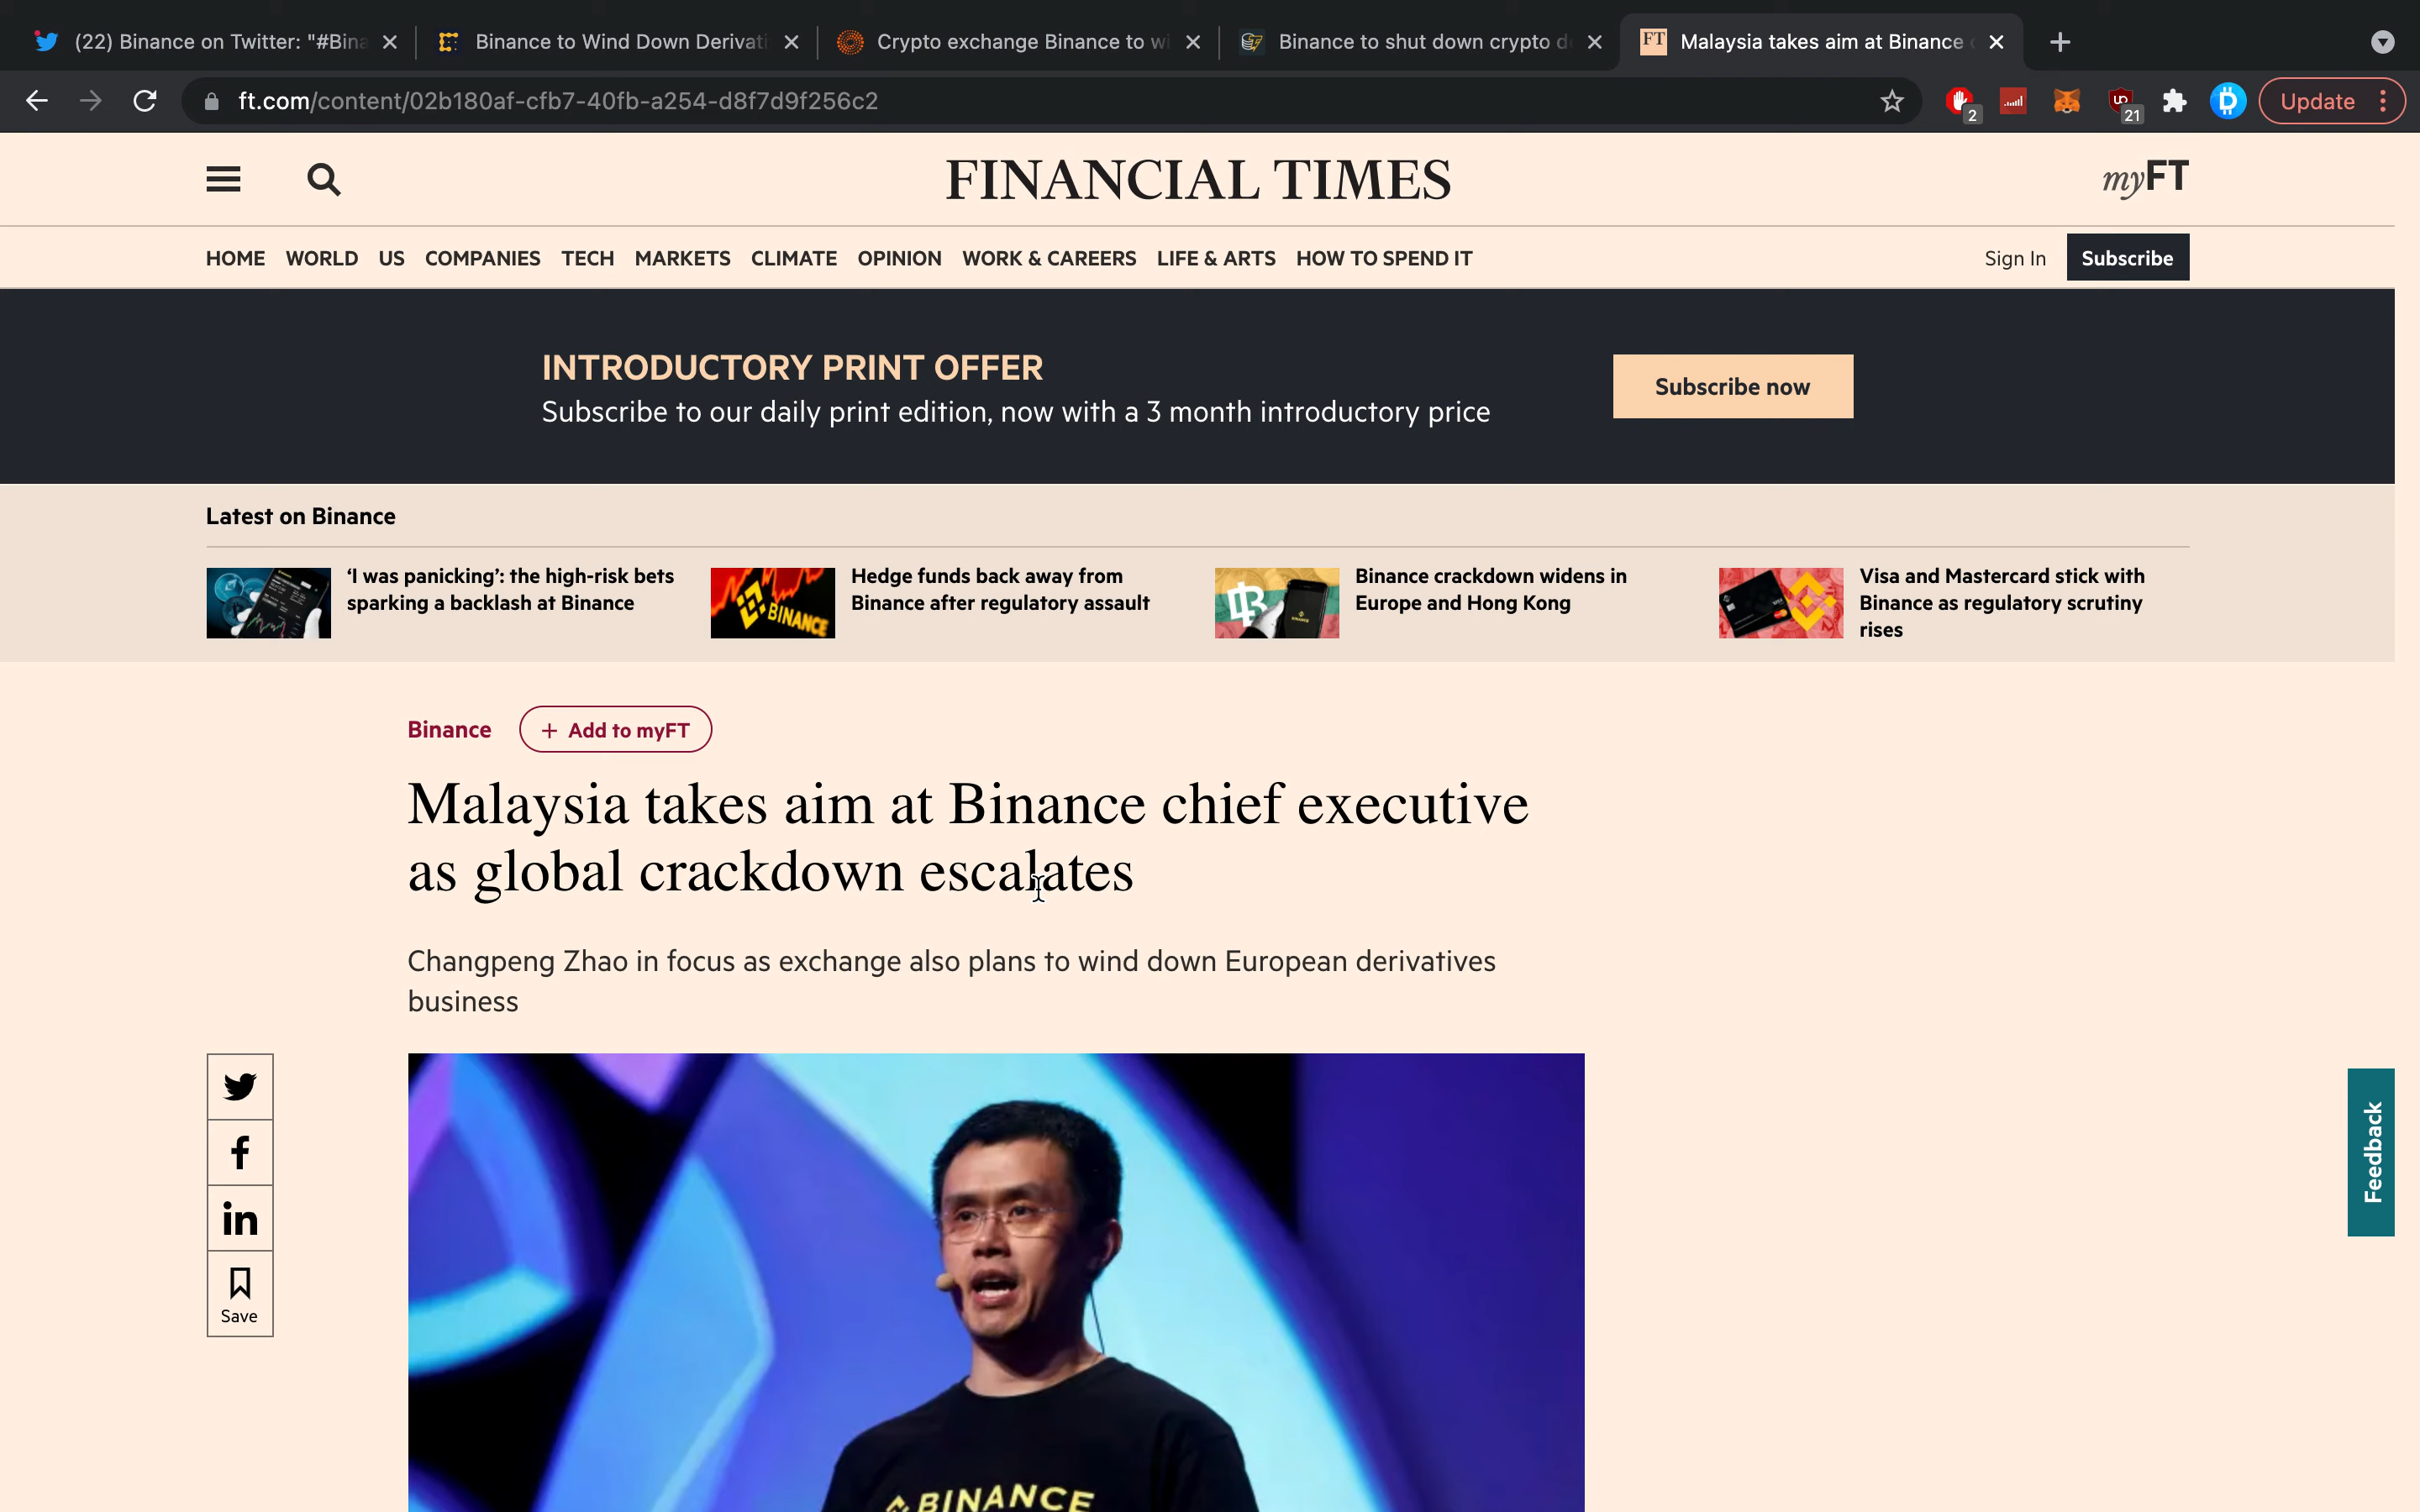 (22) Binance on Twitter: "#Bina
Binance to Wind Down Derivati
Crypto exchange Binance to wi
Binance to shut down crypto d
FT
Malaysia takes aim at Binance
ft.com/content/02b180af-cfb7-40fb-a254-d8f7d9f256c2
2
21
Update
FINANCIAL TIMES
myFT
HOME WORLD US COMPANIES TECH MARKETS CLIMATE OPINION WORK & CAREERS LIFE & ARTS HOW TO SPEND IT
Sign In
Subscribe
INTRODUCTORY PRINT OFFER
Subscribe to our daily print edition, now with a 3 month introductory price
Subscribe now
Latest on Binance
‘I was panicking’: the high-risk bets
sparking a backlash at Binance
BINANCE
Hedge funds back away from
Binance after regulatory assault
Binance crackdown widens in
Europe and Hong Kong
Visa and Mastercard stick with
Binance as regulatory scrutiny
rises
Binance
+ Add to myFT
Malaysia takes aim at Binance chief executive
as global crackdown escalates
Changpeng Zhao in focus as exchange also plans to wind down European derivatives
business
Save
BINANCE
Feedback